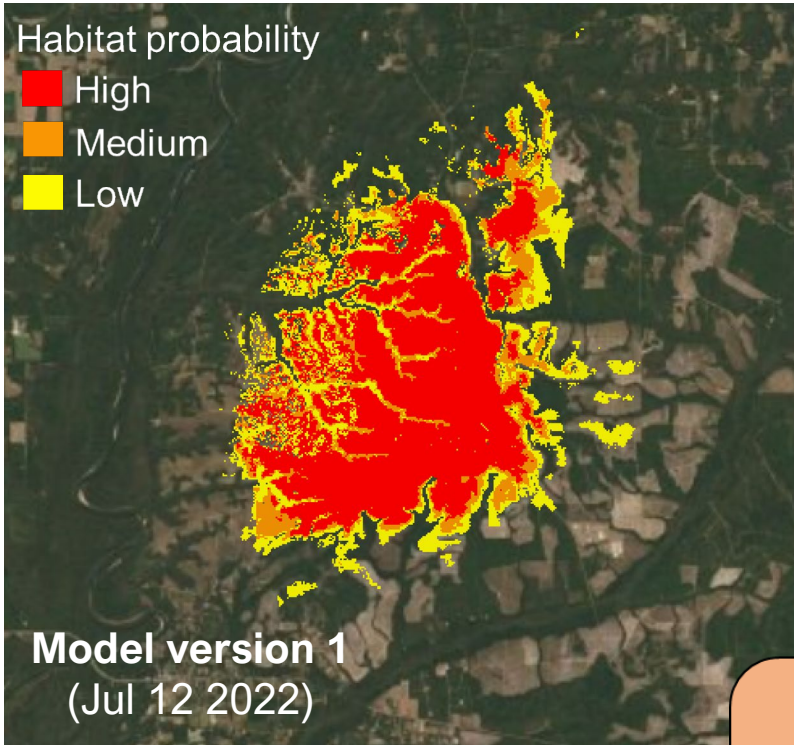 Habitat probability
High
Medium
Low
Model version 1
(Jul 12 2022)